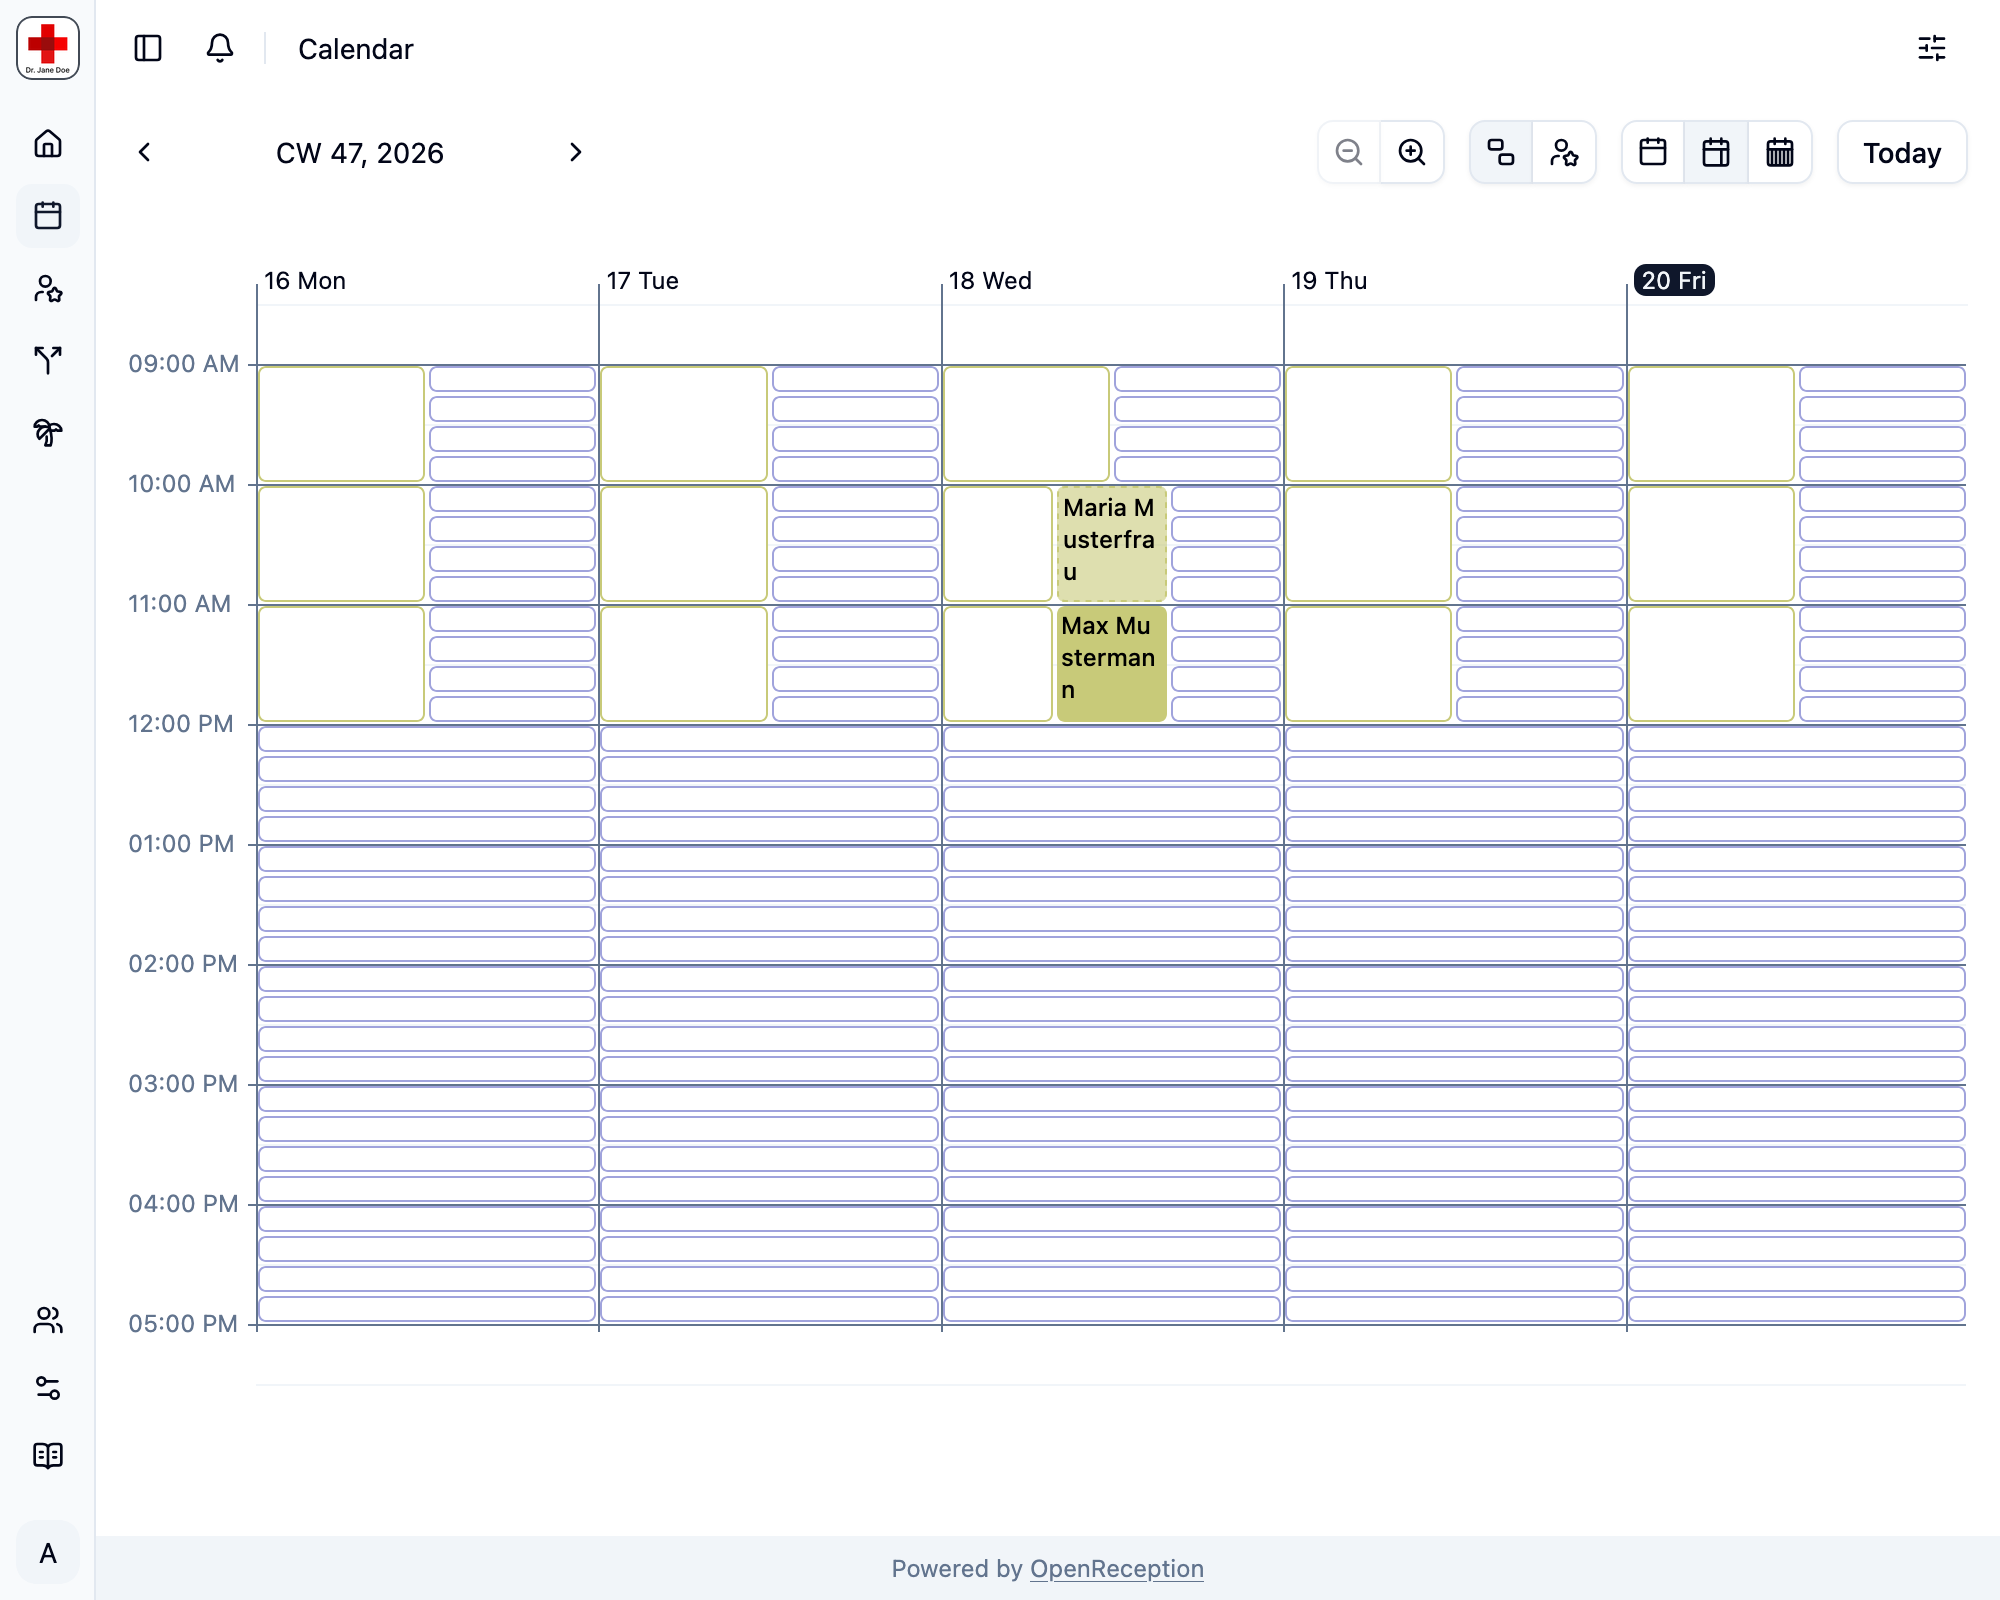 Dr. Jane Doe
Calendar
CW 47, 2026
Today
16 Mon
17 Tue
18 Wed
19 Thu
20 Fri
09:00 AM
10:00 AM
Maria M
usterfra
u
11:00 AM
Max Mu
sterman
n
12:00 PM
01:00 PM
02:00 PM
03:00 PM
04:00 PM
05:00 PM
A
Powered by OpenReception